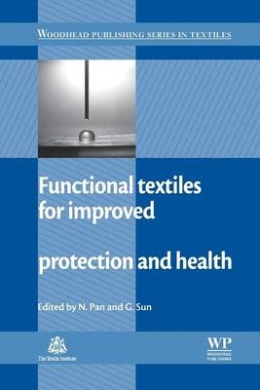 WOODHEAD PUBLISHING SERIES IN TEXTILES
Functional textiles
for improved
protection and health
Edited by N. Pan and G. Sun
The Textile Institute
WP
WOODHEAD
PUBLISHING